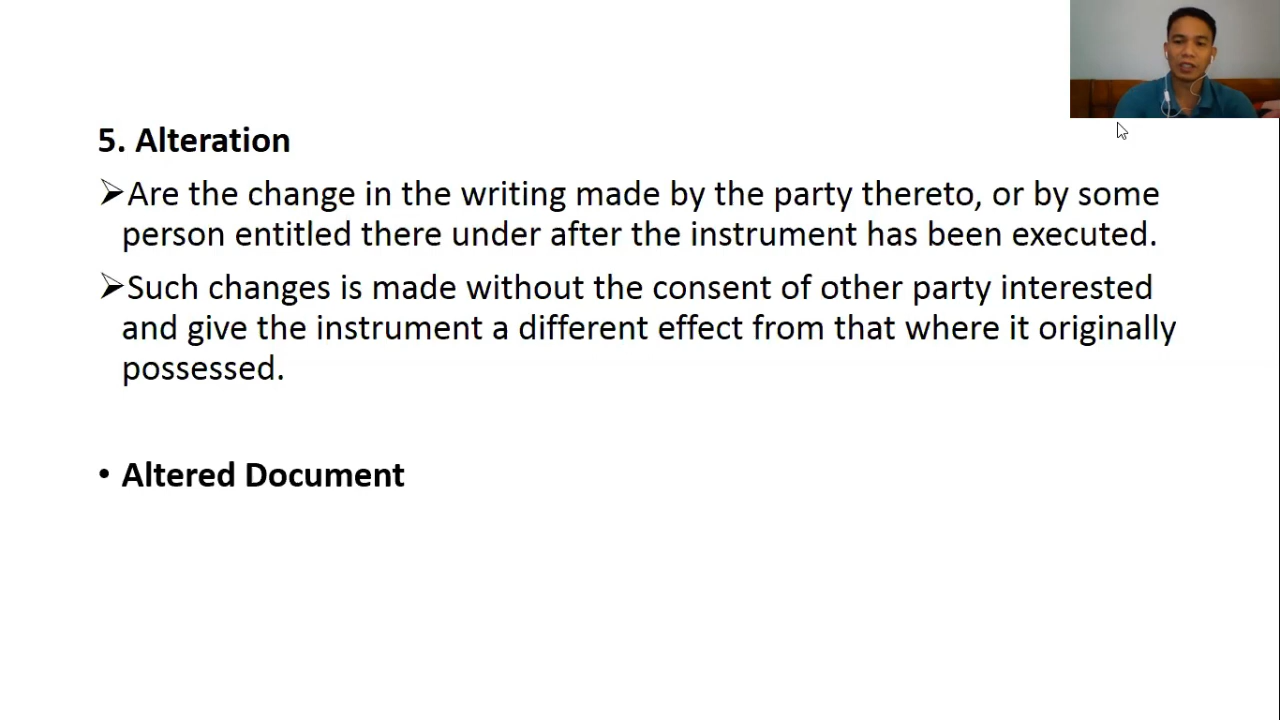 5. Alteration
➢Are the change in the writing made by the party thereto, or by some
person entitled there under after the instrument has been executed.
➢Such changes is made without the consent of other party interested
and give the instrument a different effect from that where it originally
possessed.
• Altered Document